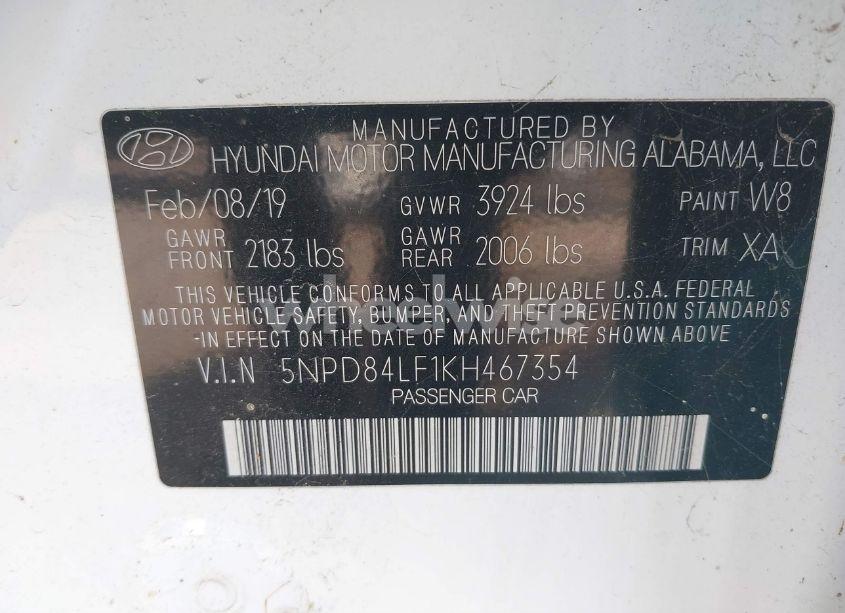 MANUFACTURED BY
HYUNDAI MOTOR MANUFACTURING ALABAMA, LLC
Feb/08/19 GVWR 3924 lbs PAINT W8
GAWR FRONT 2183 lbs GAWR REAR 2006 lbs TRIM XA
THIS VEHICLE CONFORMS TO ALL APPLICABLE U.S.A. FEDERAL
MOTOR VEHICLE SAFETY, BUMPER, AND THEFT PREVENTION STANDARDS
IN EFFECT ON THE DATE OF MANUFACTURE SHOWN ABOVE
V.I.N 5NPD84LF1KH467354
PASSENGER CAR
wheelwise